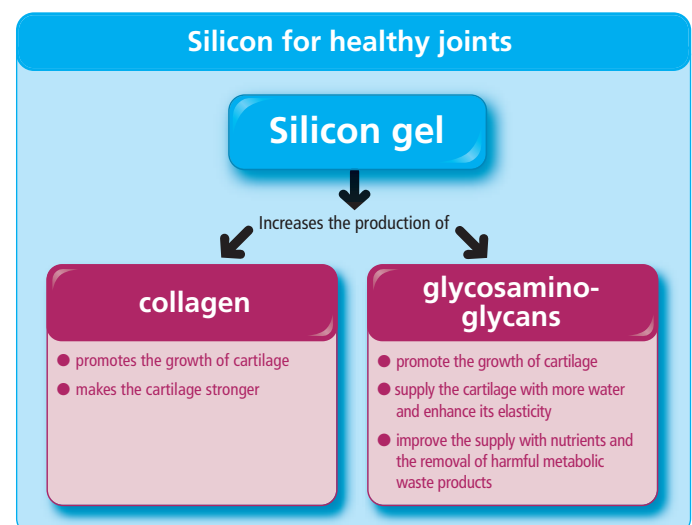 Silicon for healthy joints
Silicon gel
Increases the production of
collagen
● promotes the growth of cartilage
● makes the cartilage stronger
glycosamino-
glycans
● promote the growth of cartilage
● supply the cartilage with more water
and enhance its elasticity
● improve the supply with nutrients and
the removal of harmful metabolic
waste products